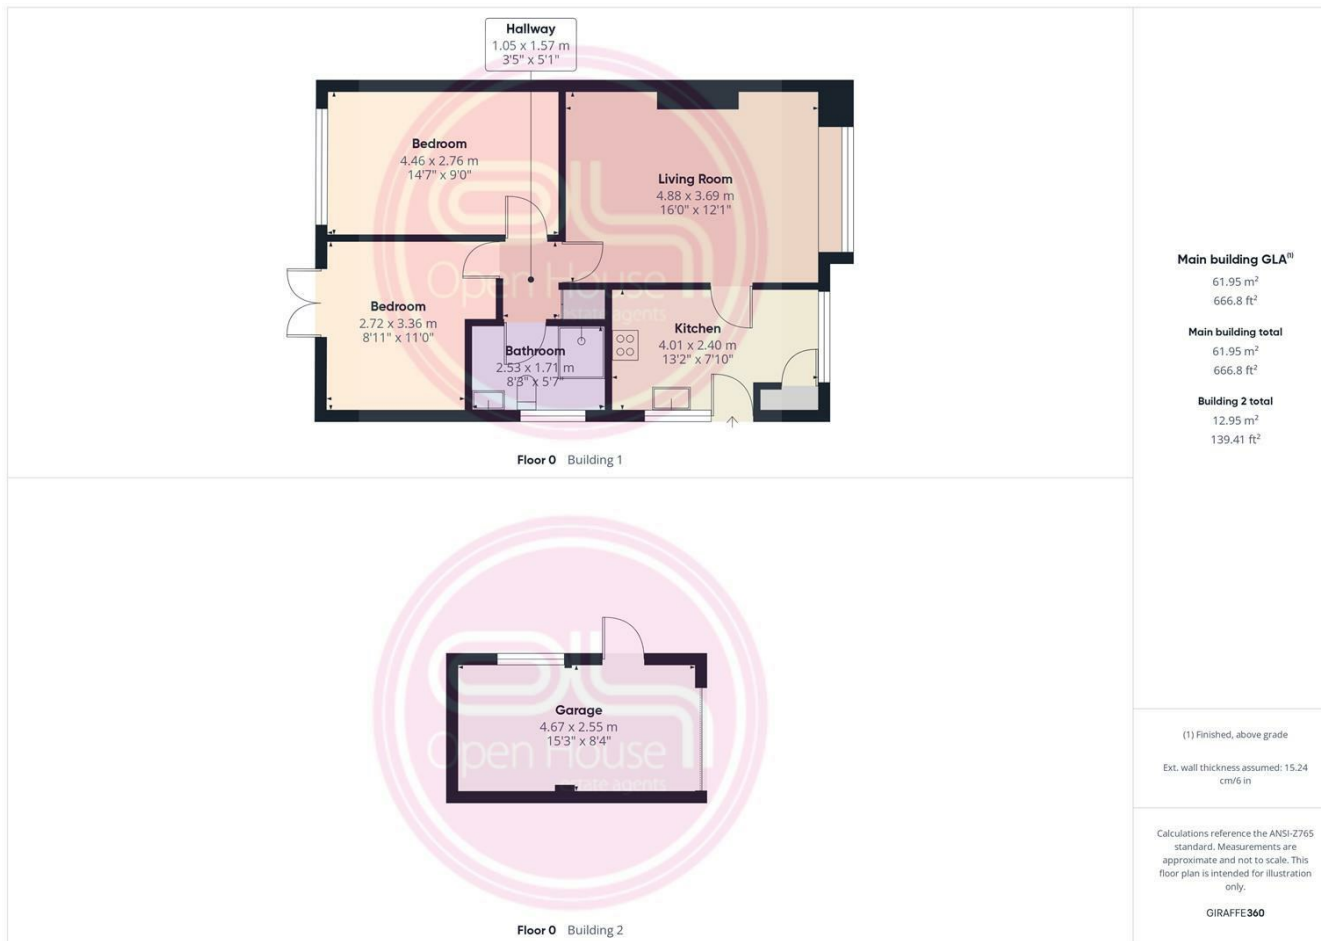 Hallway
1.05 x 1.57 m
3'5" x 5'1"
Bedroom
4.46 x 2.76 m
14'7" x 9'0"
Living Room
4.88 x 3.69 m
16'0" x 12'1"
Open House
estate agents
Bedroom
2.72 x 3.36 m
8'11" x 11'0"
Kitchen
4.01 x 2.40 m
13'2" x 7'10"
Bathroom
2.53 x 1.71 m
8'3" x 5'7"
Floor 0 Building 1
Garage
4.67 x 2.55 m
15'3" x 8'4"
Open House
estate agents
Floor 0 Building 2
Main building GLA(1)
61.95 m²
666.8 ft²
Main building total
61.95 m²
666.8 ft²
Building 2 total
12.95 m²
139.41 ft²
(1) Finished, above grade
Ext. wall thickness assumed: 15.24
cm/6 in
Calculations reference the ANSI-Z765
standard. Measurements are
approximate and not to scale. This
floor plan is intended for illustration
only.
GIRAFFE360